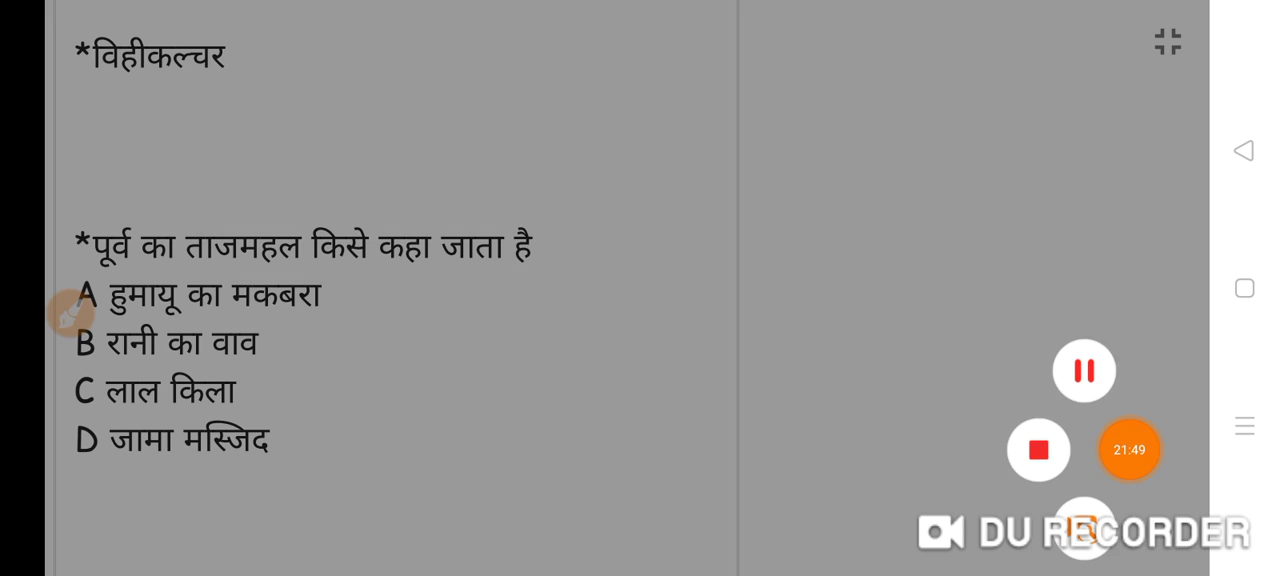 *विहीकल्चर
*पूर्व का ताजमहल किसे कहा जाता है
A हुमायू का मकबरा
B रानी का वाव
C लाल किला
D जामा मस्जिद
21:49
DU RECORDER